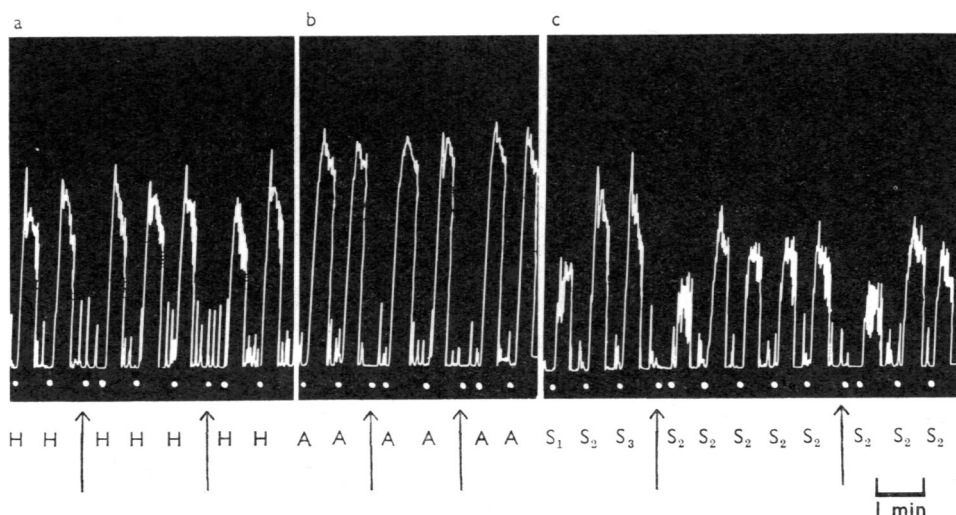 a b c
H H H H H H H A A A A A A S₁ S₂ S₃ S₂ S₂ S₂ S₂ S₂ S₂ S₂ S₂
1 min